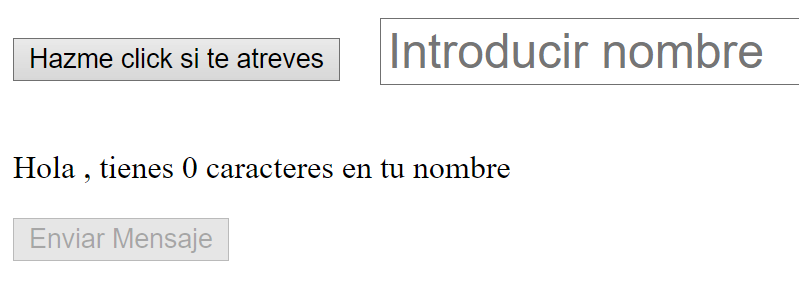 Hazme click si te atreves
Introducir nombre
Hola , tienes 0 caracteres en tu nombre
Enviar Mensaje